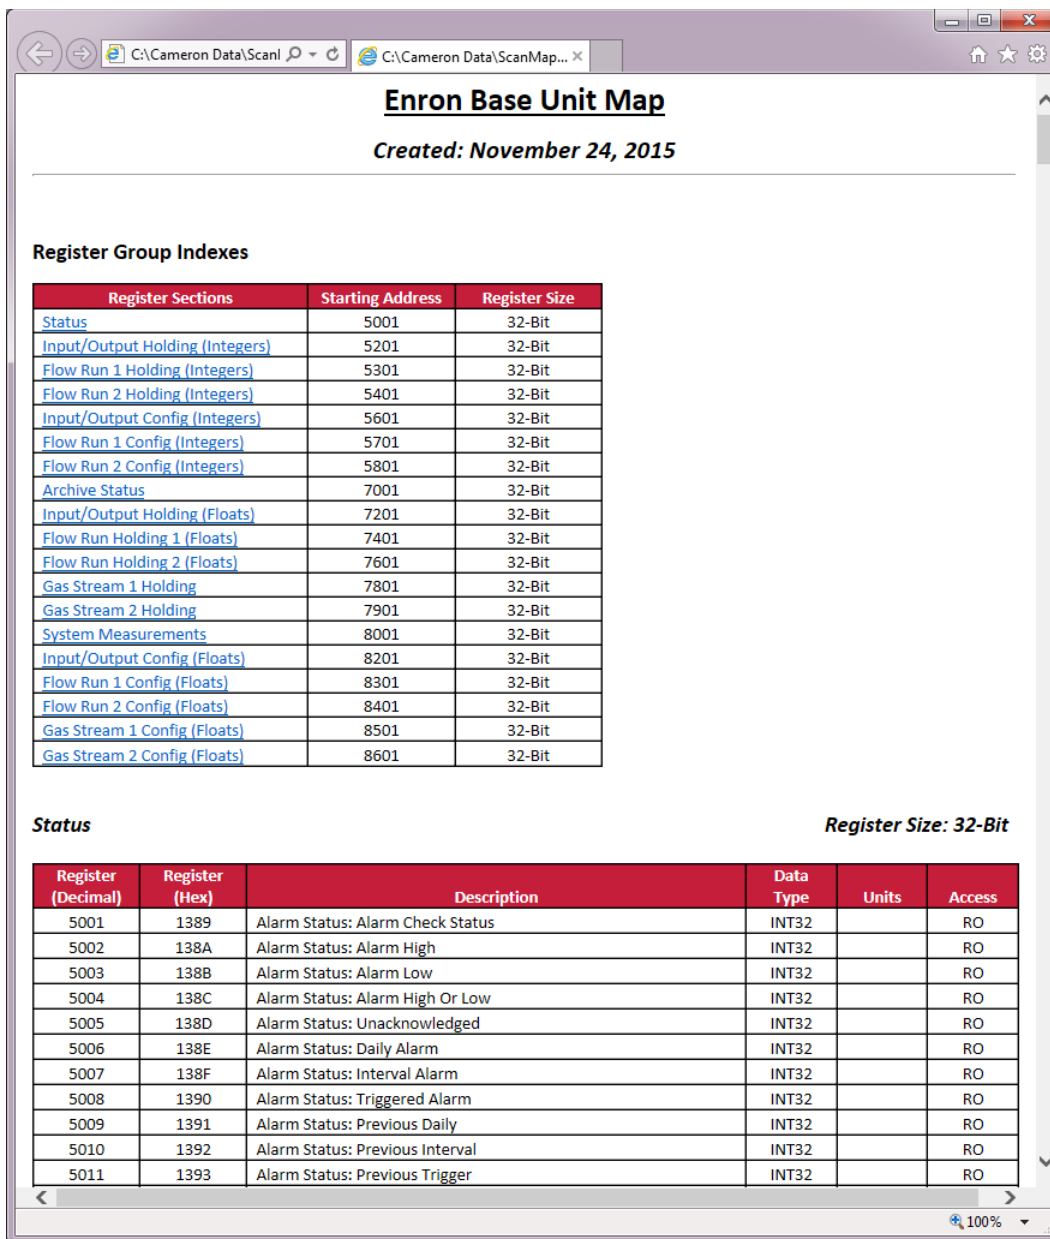 C:\Cameron Data\Scanl
C:\Cameron Data\ScanMap...
Enron Base Unit Map
Created: November 24, 2015
Register Group Indexes
Register Sections Starting Address Register Size
Status 5001 32-Bit
Input/Output Holding (Integers) 5201 32-Bit
Flow Run 1 Holding (Integers) 5301 32-Bit
Flow Run 2 Holding (Integers) 5401 32-Bit
Input/Output Config (Integers) 5601 32-Bit
Flow Run 1 Config (Integers) 5701 32-Bit
Flow Run 2 Config (Integers) 5801 32-Bit
Archive Status 7001 32-Bit
Input/Output Holding (Floats) 7201 32-Bit
Flow Run Holding 1 (Floats) 7401 32-Bit
Flow Run Holding 2 (Floats) 7601 32-Bit
Gas Stream 1 Holding 7801 32-Bit
Gas Stream 2 Holding 7901 32-Bit
System Measurements 8001 32-Bit
Input/Output Config (Floats) 8201 32-Bit
Flow Run 1 Config (Floats) 8301 32-Bit
Flow Run 2 Config (Floats) 8401 32-Bit
Gas Stream 1 Config (Floats) 8501 32-Bit
Gas Stream 2 Config (Floats) 8601 32-Bit
Status Register Size: 32-Bit
Register (Decimal) Register (Hex) Description Data Type Units Access
5001 1389 Alarm Status: Alarm Check Status INT32 RO
5002 138A Alarm Status: Alarm High INT32 RO
5003 138B Alarm Status: Alarm Low INT32 RO
5004 138C Alarm Status: Alarm High Or Low INT32 RO
5005 138D Alarm Status: Unacknowledged INT32 RO
5006 138E Alarm Status: Daily Alarm INT32 RO
5007 138F Alarm Status: Interval Alarm INT32 RO
5008 1390 Alarm Status: Triggered Alarm INT32 RO
5009 1391 Alarm Status: Previous Daily INT32 RO
5010 1392 Alarm Status: Previous Interval INT32 RO
5011 1393 Alarm Status: Previous Trigger INT32 RO
100%